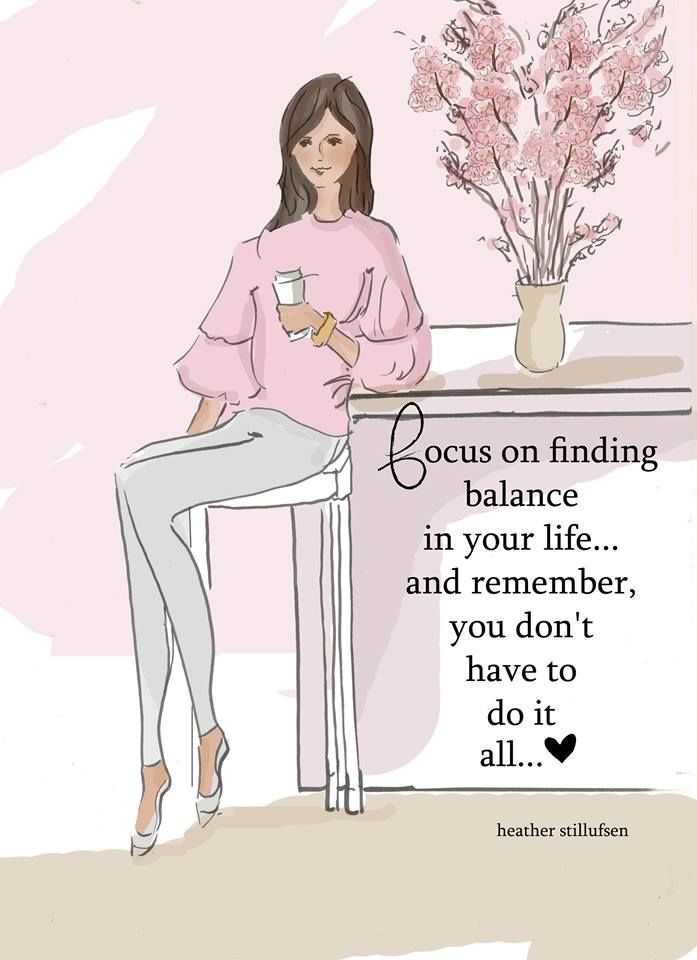 focus on finding
balance
in your life...
and remember,
you don't
have to
do it
all...♥
heather stillufsen